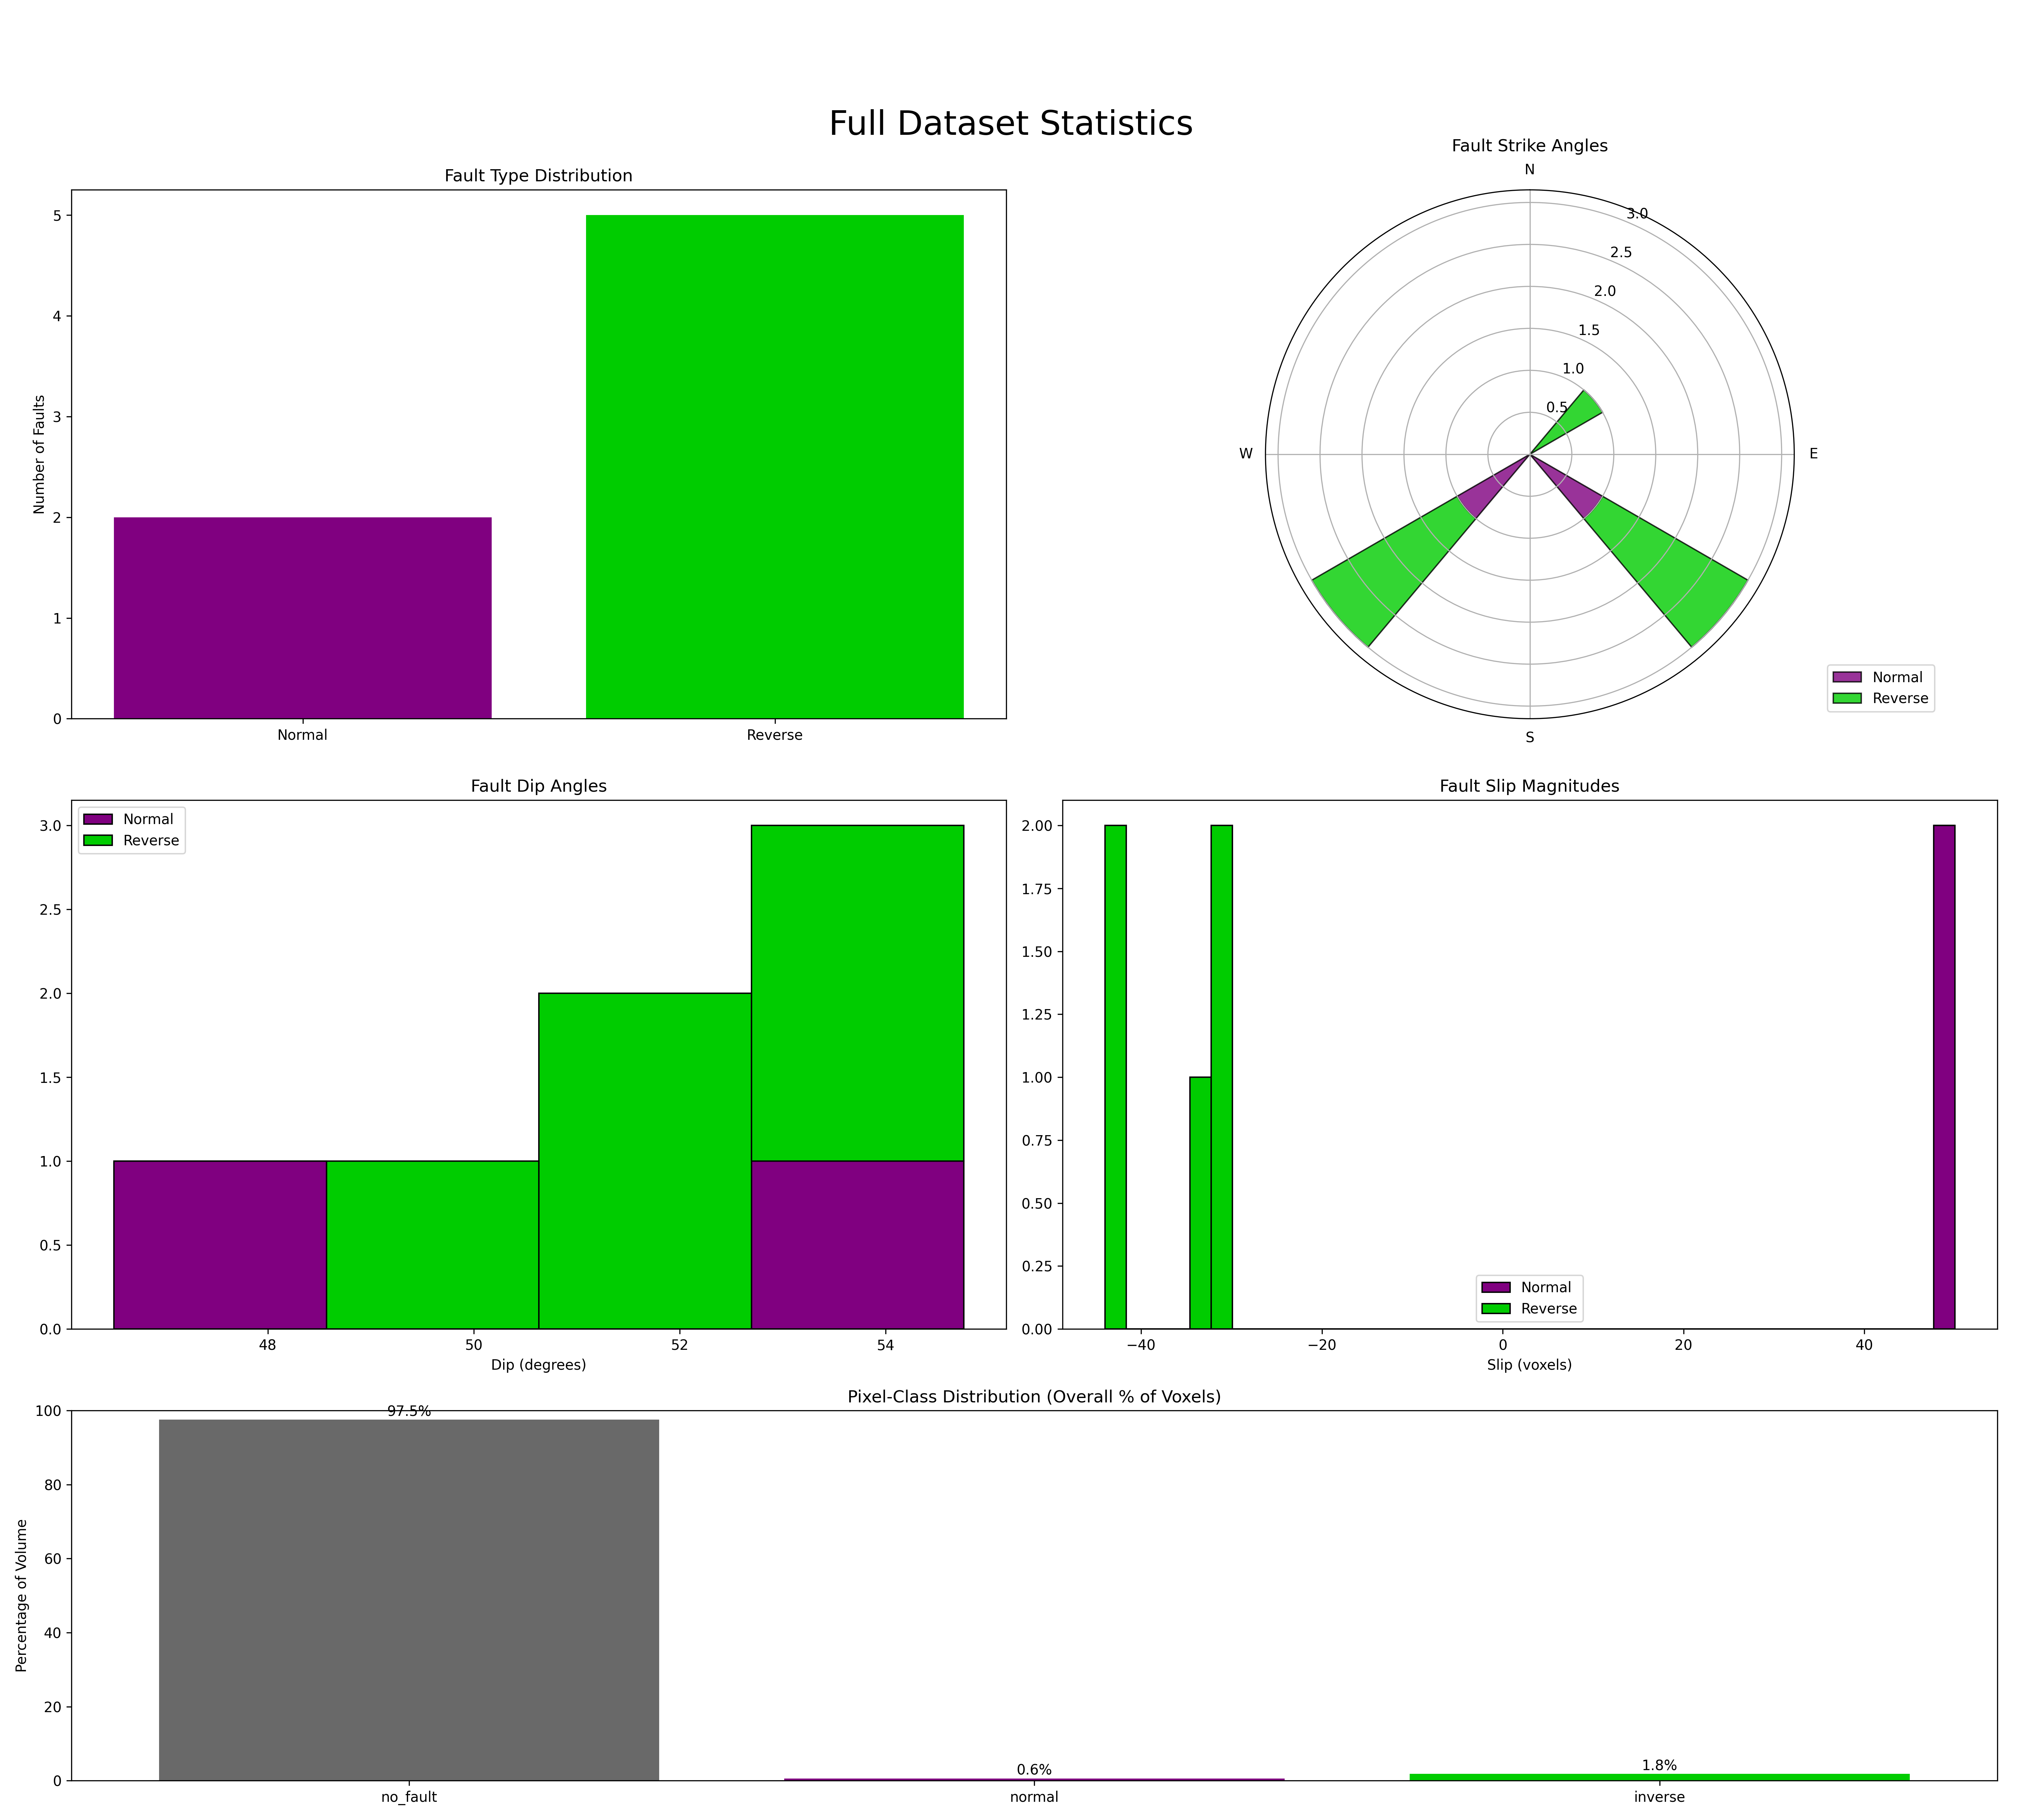 Full Dataset Statistics
Fault Type Distribution
Number of Faults
5
4
3
2
1
0
Normal
Reverse
Fault Strike Angles
N
W
E
S
3.0
2.5
2.0
1.5
1.0
0.5
Normal
Reverse
Fault Dip Angles
Normal
Reverse
3.0
2.5
2.0
1.5
1.0
0.5
0.0
48
50
52
54
Dip (degrees)
Fault Slip Magnitudes
2.00
1.75
1.50
1.25
1.00
0.75
0.50
0.25
0.00
Normal
Reverse
−40
−20
0
20
40
Slip (voxels)
Pixel-Class Distribution (Overall % of Voxels)
Percentage of Volume
100
80
60
40
20
0
97.5%
0.6%
1.8%
no_fault
normal
inverse